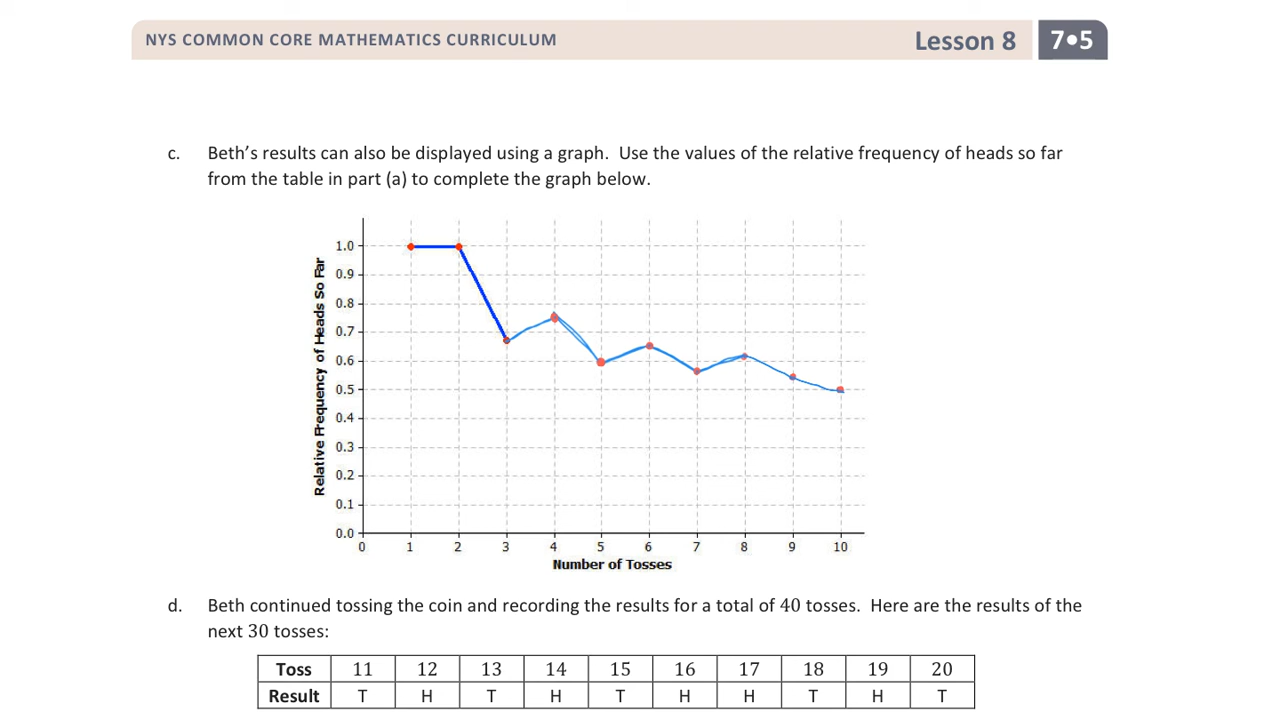 NYS COMMON CORE MATHEMATICS CURRICULUM
Lesson 8
7•5
c. Beth’s results can also be displayed using a graph. Use the values of the relative frequency of heads so far
from the table in part (a) to complete the graph below.
Relative Frequency of Heads So Far
1.0
0.9
0.8
0.7
0.6
0.5
0.4
0.3
0.2
0.1
0.0
0 1 2 3 4 5 6 7 8 9 10
Number of Tosses
d. Beth continued tossing the coin and recording the results for a total of 40 tosses. Here are the results of the
next 30 tosses:
Toss 11 12 13 14 15 16 17 18 19 20
Result T H T H T H H T H T